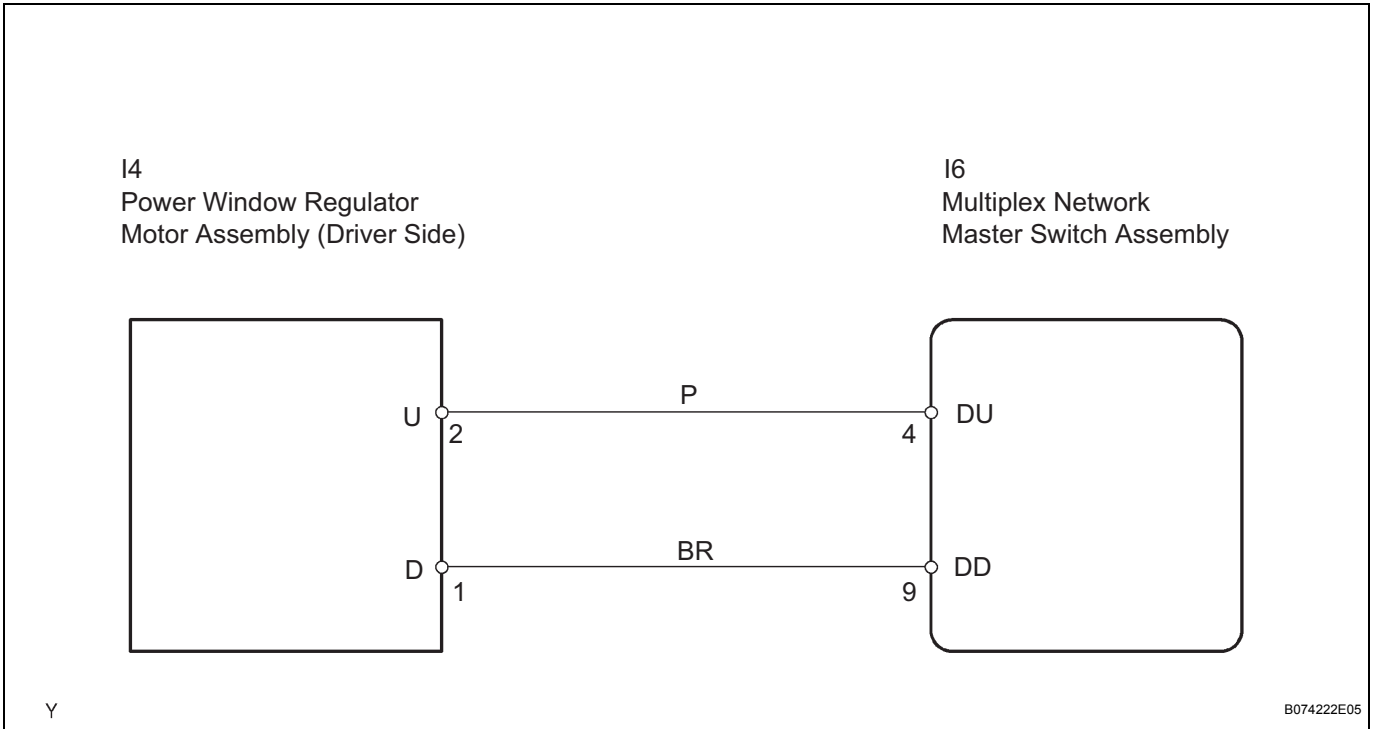 I4
Power Window Regulator
Motor Assembly (Driver Side)
I6
Multiplex Network
Master Switch Assembly
U
2
P
4
DU
D
1
BR
9
DD
Y
B074222E05